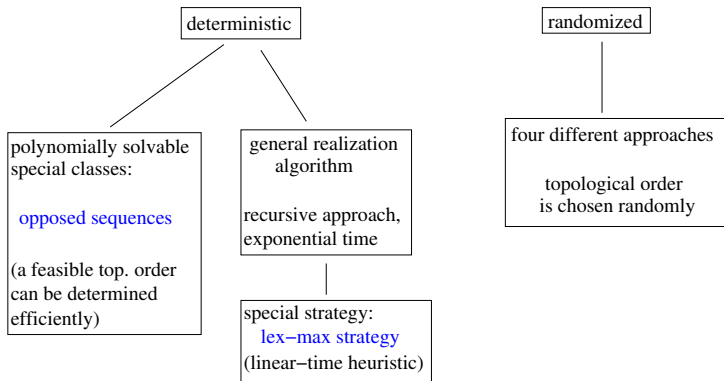 deterministic
randomized
polynomially solvable
special classes:
opposed sequences
(a feasible top. order
can be determined
efficiently)
general realization
algorithm
recursive approach,
exponential time
special strategy:
lex−max strategy
(linear−time heuristic)
four different approaches
topological order
is chosen randomly